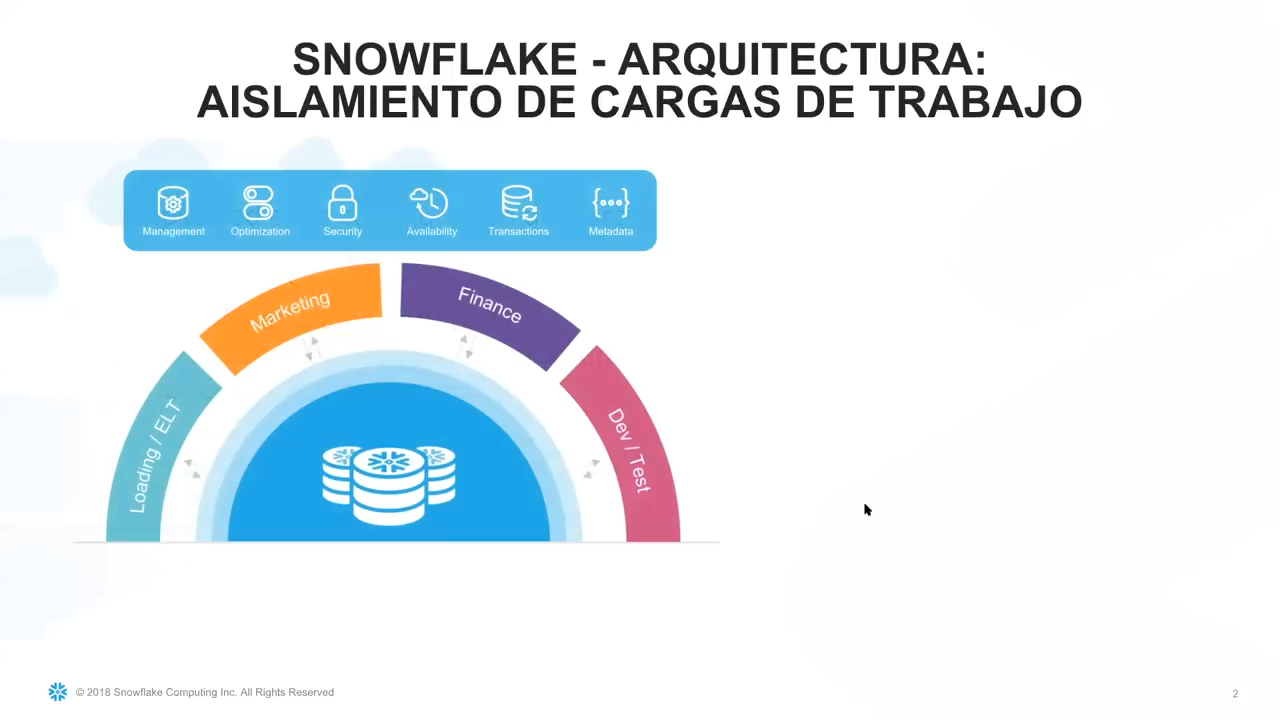 SNOWFLAKE - ARQUITECTURA:
AISLAMIENTO DE CARGAS DE TRABAJO
Management
Optimization
Security
Availability
Transactions
Metadata
Loading / ELT
Marketing
Finance
Dev / Test
© 2018 Snowflake Computing Inc. All Rights Reserved
2